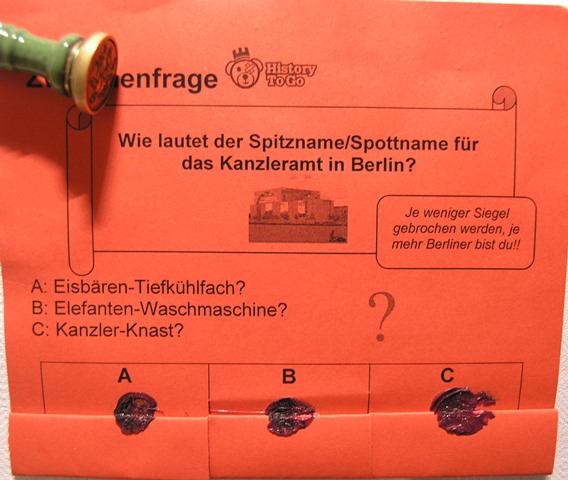 enfrage
History
To Go
Wie lautet der Spitzname/Spottname für
das Kanzleramt in Berlin?
Je weniger Siegel
gebrochen werden, je
mehr Berliner bist du!!
A: Eisbären-Tiefkühlfach?
B: Elefanten-Waschmaschine?
C: Kanzler-Knast?
?
A B C